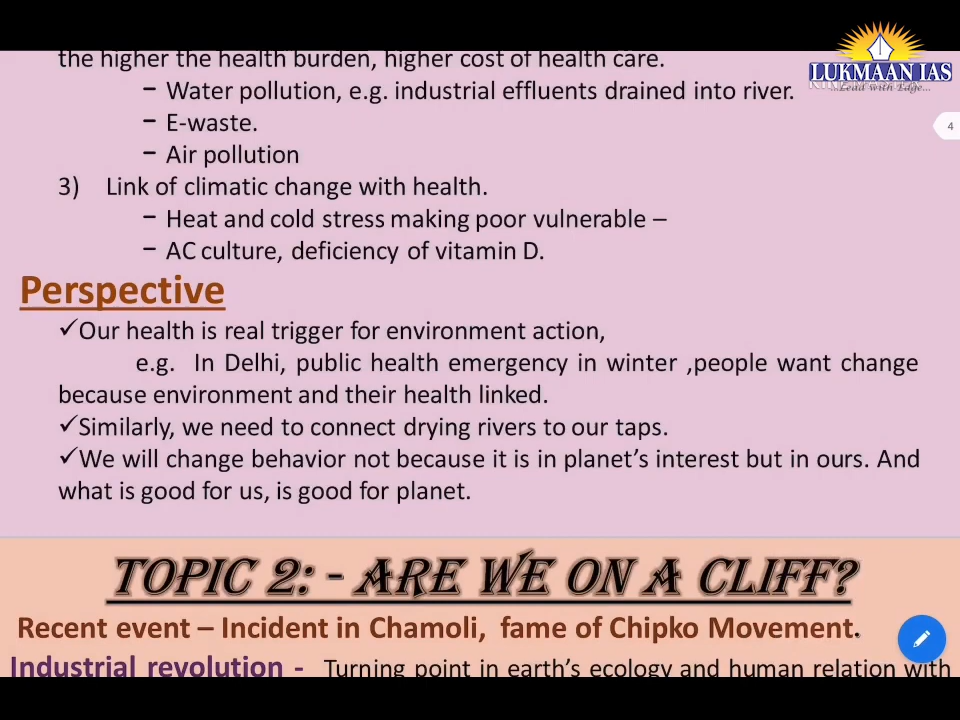 the higher the health burden, higher cost of health care.
− Water pollution, e.g. industrial effluents drained into river.
− E-waste.
− Air pollution
3) Link of climatic change with health.
− Heat and cold stress making poor vulnerable –
− AC culture, deficiency of vitamin D.
Perspective
✓Our health is real trigger for environment action,
e.g. In Delhi, public health emergency in winter ,people want change
because environment and their health linked.
✓Similarly, we need to connect drying rivers to our taps.
✓We will change behavior not because it is in planet’s interest but in ours. And
what is good for us, is good for planet.
TOPIC 2: - ARE WE ON A CLIFF?
Recent event – Incident in Chamoli, fame of Chipko Movement.
Industrial revolution - Turning point in earth’s ecology and human relation with
LUKMAAN IAS
...Lead with Edge...
4